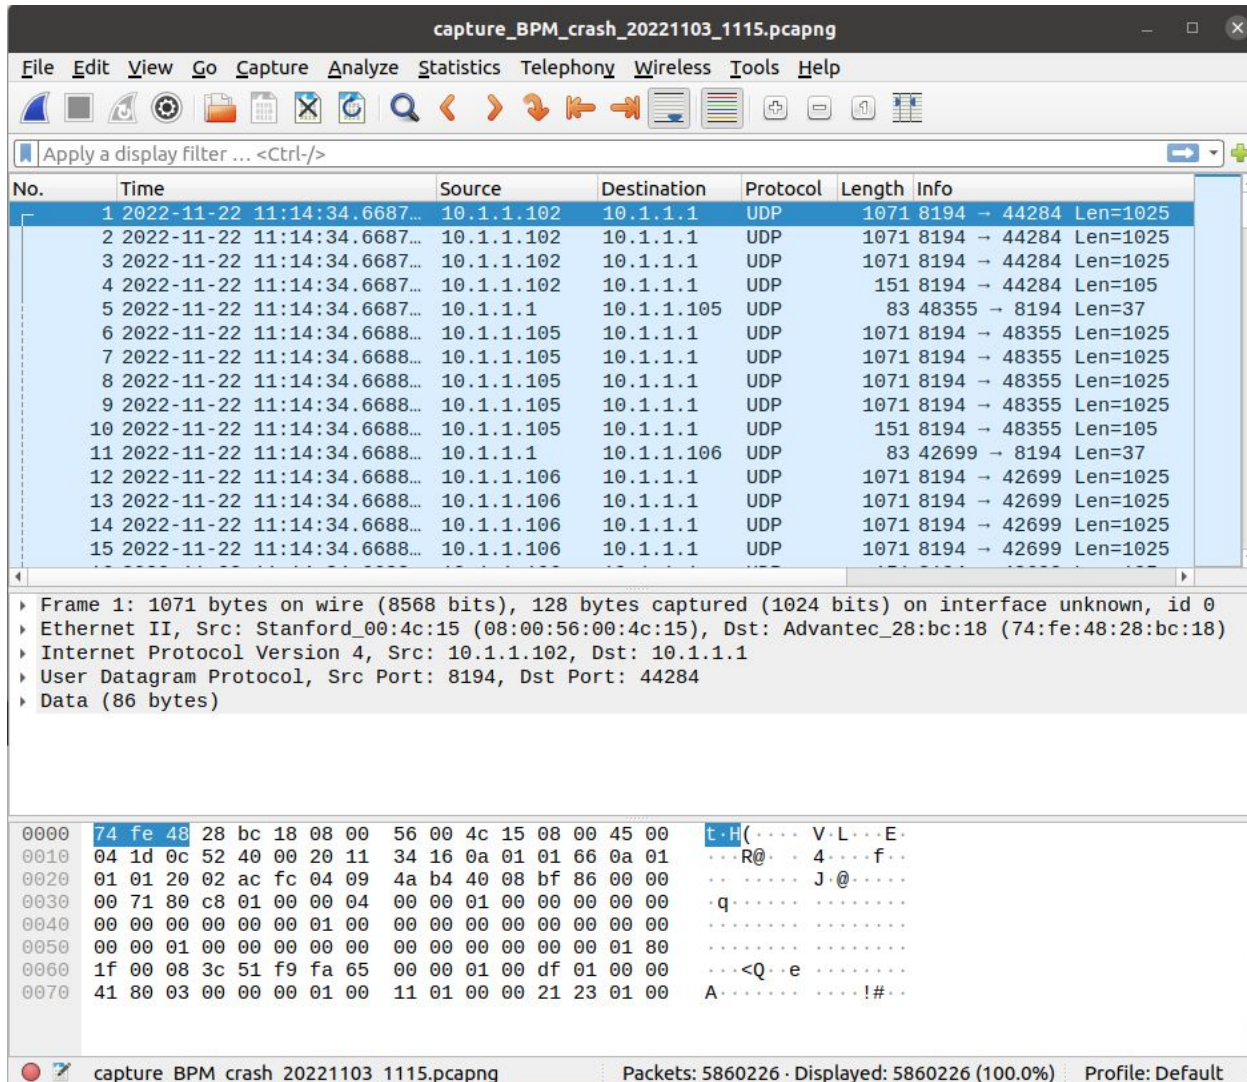 capture_BPM_crash_20221103_1115.pcapng
File Edit View Go Capture Analyze Statistics Telephony Wireless Tools Help
Apply a display filter … <Ctrl-/>
No. Time Source Destination Protocol Length Info
1 2022-11-22 11:14:34.6687… 10.1.1.102 10.1.1.1 UDP 1071 8194 → 44284 Len=1025
2 2022-11-22 11:14:34.6687… 10.1.1.102 10.1.1.1 UDP 1071 8194 → 44284 Len=1025
3 2022-11-22 11:14:34.6687… 10.1.1.102 10.1.1.1 UDP 1071 8194 → 44284 Len=1025
4 2022-11-22 11:14:34.6687… 10.1.1.102 10.1.1.1 UDP 151 8194 → 44284 Len=105
5 2022-11-22 11:14:34.6687… 10.1.1.1 10.1.1.105 UDP 83 48355 → 8194 Len=37
6 2022-11-22 11:14:34.6688… 10.1.1.105 10.1.1.1 UDP 1071 8194 → 48355 Len=1025
7 2022-11-22 11:14:34.6688… 10.1.1.105 10.1.1.1 UDP 1071 8194 → 48355 Len=1025
8 2022-11-22 11:14:34.6688… 10.1.1.105 10.1.1.1 UDP 1071 8194 → 48355 Len=1025
9 2022-11-22 11:14:34.6688… 10.1.1.105 10.1.1.1 UDP 1071 8194 → 48355 Len=1025
10 2022-11-22 11:14:34.6688… 10.1.1.105 10.1.1.1 UDP 151 8194 → 48355 Len=105
11 2022-11-22 11:14:34.6688… 10.1.1.1 10.1.1.106 UDP 83 42699 → 8194 Len=37
12 2022-11-22 11:14:34.6688… 10.1.1.106 10.1.1.1 UDP 1071 8194 → 42699 Len=1025
13 2022-11-22 11:14:34.6688… 10.1.1.106 10.1.1.1 UDP 1071 8194 → 42699 Len=1025
14 2022-11-22 11:14:34.6688… 10.1.1.106 10.1.1.1 UDP 1071 8194 → 42699 Len=1025
15 2022-11-22 11:14:34.6688… 10.1.1.106 10.1.1.1 UDP 1071 8194 → 42699 Len=1025
Frame 1: 1071 bytes on wire (8568 bits), 128 bytes captured (1024 bits) on interface unknown, id 0
Ethernet II, Src: Stanford_00:4c:15 (08:00:56:00:4c:15), Dst: Advantec_28:bc:18 (74:fe:48:28:bc:18)
Internet Protocol Version 4, Src: 10.1.1.102, Dst: 10.1.1.1
User Datagram Protocol, Src Port: 8194, Dst Port: 44284
Data (86 bytes)
0000 74 fe 48 28 bc 18 08 00 56 00 4c 15 08 00 45 00 t·H(···· V·L···E·
0010 04 1d 0c 52 40 00 20 11 34 16 0a 01 01 66 0a 01 ···R@· · 4····f··
0020 01 01 20 02 ac fc 04 09 4a b4 40 08 bf 86 00 00 ·· ····· J·@·····
0030 00 71 80 c8 01 00 00 04 00 00 01 00 00 00 00 00 ·q······ ········
0040 00 00 00 00 00 00 01 00 00 00 00 00 00 00 00 00 ········ ········
0050 00 00 01 00 00 00 00 00 00 00 00 00 00 00 01 80 ········ ········
0060 1f 00 08 3c 51 f9 fa 65 00 00 01 00 df 01 00 00 ···<Q··e ········
0070 41 80 03 00 00 00 01 00 11 01 00 00 21 23 01 00 A······· ····!#··
capture_BPM_crash_20221103_1115.pcapng Packets: 5860226 · Displayed: 5860226 (100.0%) Profile: Default